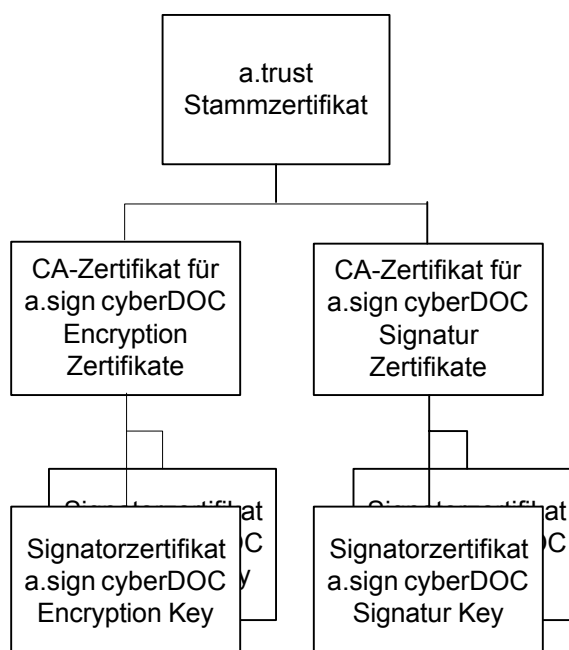 a.trust
Stammzertifikat
CA-Zertifikat für
a.sign cyberDOC
Encryption
Zertifikate
CA-Zertifikat für
a.sign cyberDOC
Signatur
Zertifikate
Signatorzertifikat
a.sign cyberDOC
Encryption Key
Signatorzertifikat
a.sign cyberDOC
Signatur Key